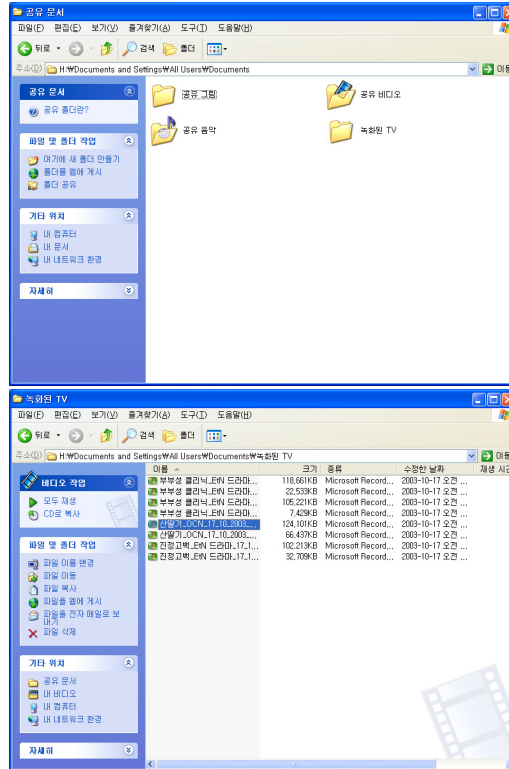 공유 문서
파일(F) 편집(E) 보기(V) 즐겨찾기(A) 도구(T) 도움말(H)
뒤로 검색 폴더
주소(D) H:₩Documents and Settings₩All Users₩Documents 이동
공유 문서
공유 폴더란?
파일 및 폴더 작업
여기에 새 폴더 만들기
폴더를 웹에 게시
폴더 공유
기타 위치
내 컴퓨터
내 문서
내 네트워크 환경
자세히
공유 그림 공유 비디오
공유 음악 녹화된 TV
녹화된 TV
파일(F) 편집(E) 보기(V) 즐겨찾기(A) 도구(T) 도움말(H)
뒤로 검색 폴더
주소(D) H:₩Documents and Settings₩All Users₩Documents₩녹화된 TV 이동
비디오 작업
모두 재생
CD로 복사
파일 및 폴더 작업
파일 이름 변경
파일 이동
파일 복사
파일을 웹에 게시
파일을 전자 메일로 보
내기
파일 삭제
기타 위치
공유 문서
내 비디오
내 컴퓨터
내 네트워크 환경
자세히
이름 크기 종류 수정한 날짜 재생 시간
부부성 클리닉_EtN 드라마... 118,661KB Microsoft Record... 2003-10-17 오전 ...
부부성 클리닉_EtN 드라마... 22,533KB Microsoft Record... 2003-10-17 오전 ...
부부성 클리닉_EtN 드라마... 105,221KB Microsoft Record... 2003-10-17 오전 ...
부부성 클리닉_EtN 드라마... 7,429KB Microsoft Record... 2003-10-17 오전 ...
산딸기_OCN_17_10_2003_... 124,101KB Microsoft Record... 2003-10-17 오전 ...
산딸기_OCN_17_10_2003_... 66,437KB Microsoft Record... 2003-10-17 오전 ...
진정고백_EtN 드라마_17_1... 102,213KB Microsoft Record... 2003-10-17 오전 ...
진정고백_EtN 드라마_17_1... 32,709KB Microsoft Record... 2003-10-17 오전 ...